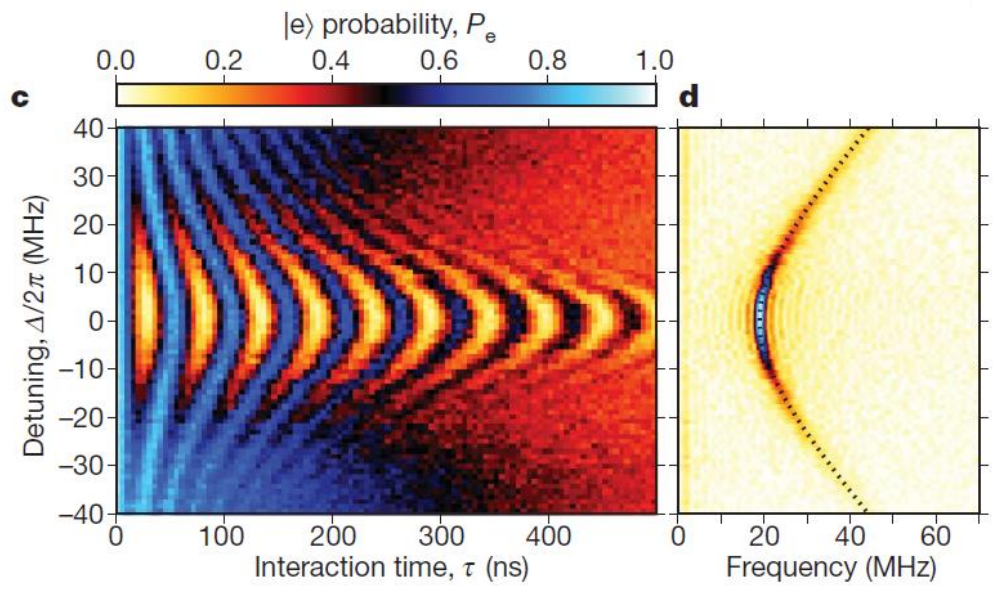 |e⟩ probability, Pe
0.0 0.2 0.4 0.6 0.8 1.0
c d
40
30
20
10
0
−10
−20
−30
−40
Detuning, Δ/2π (MHz)
0 100 200 300 400
Interaction time, τ (ns)
0 20 40 60
Frequency (MHz)